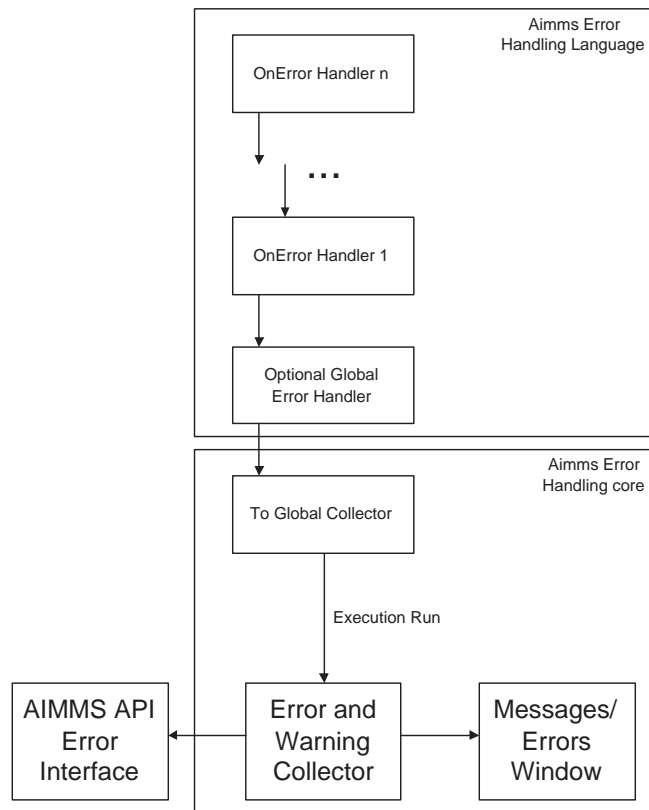 Aimms Error
Handling Language
OnError Handler n
...
OnError Handler 1
Optional Global
Error Handler
Aimms Error
Handling core
To Global Collector
Execution Run
AIMMS API
Error
Interface
Error and
Warning
Collector
Messages/
Errors
Window